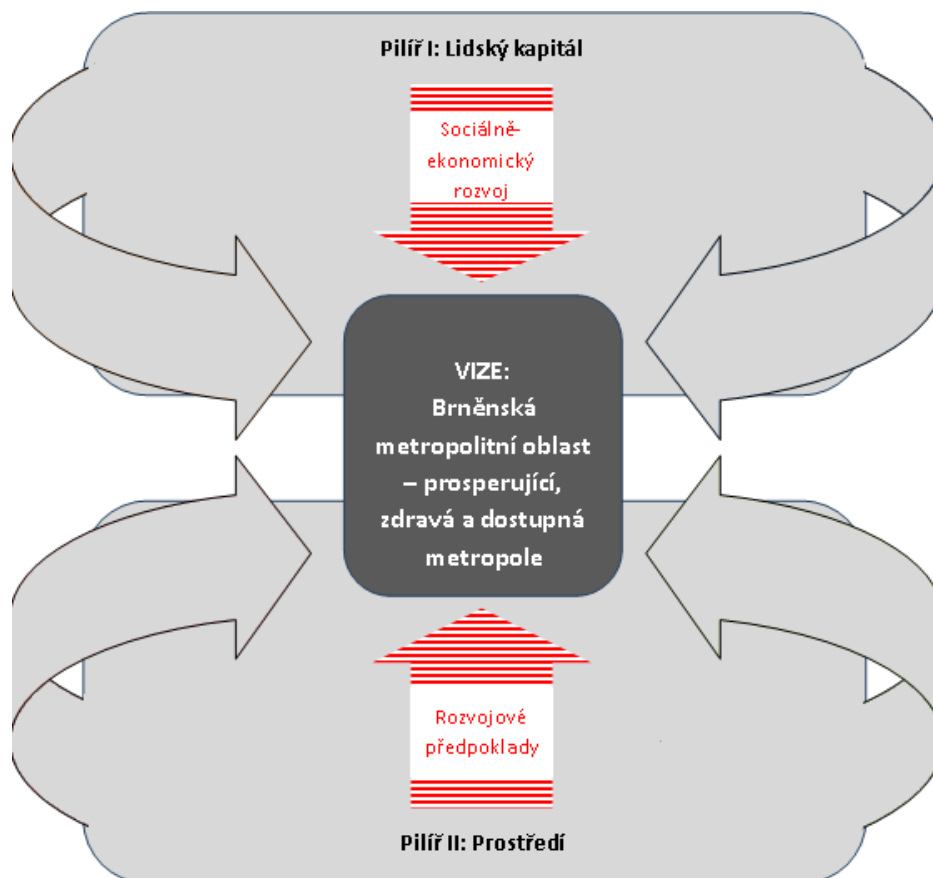 Pilíř I: Lidský kapitál
Sociálně-
ekonomický
rozvoj
VIZE:
Brněnská
metropolitní oblast
– prosperující,
zdravá a dostupná
metropole
Rozvojové
předpoklady
Pilíř II: Prostředí